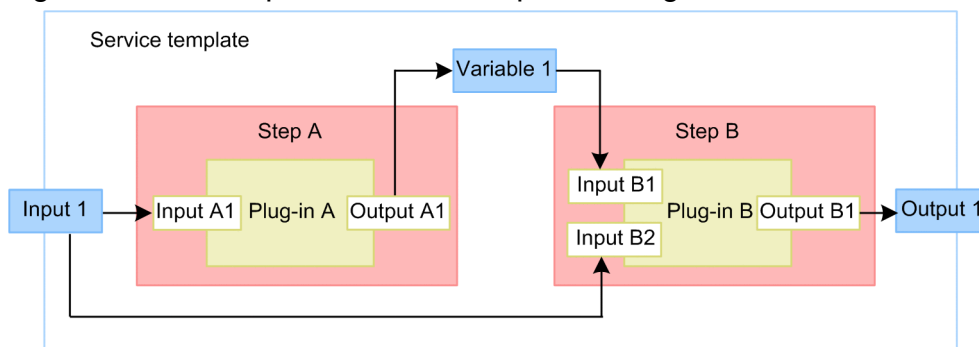 Service template
Variable 1
Step A
Step B
Input 1
Input A1
Plug-in A
Output A1
Input B1
Input B2
Plug-in B
Output B1
Output 1